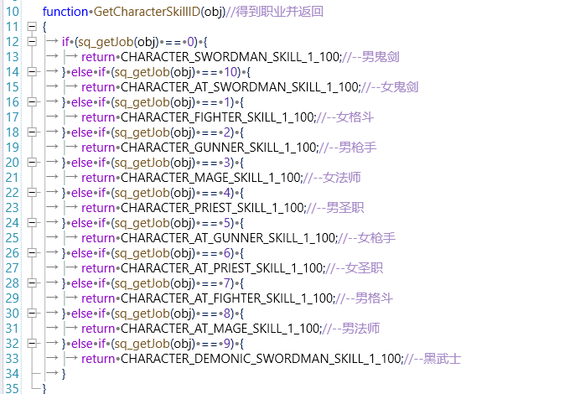 10 function GetCharacterSkillID(obj)//得到职业并返回
11 {
12 if (sq_getJob(obj) == 0) {
13 return CHARACTER_SWORDMAN_SKILL_1_100;//--男鬼剑
14 } else if (sq_getJob(obj) == 10) {
15 return CHARACTER_AT_SWORDMAN_SKILL_1_100;//--女鬼剑
16 } else if (sq_getJob(obj) == 1) {
17 return CHARACTER_FIGHTER_SKILL_1_100;//--女格斗
18 } else if (sq_getJob(obj) == 2) {
19 return CHARACTER_GUNNER_SKILL_1_100;//--男枪手
20 } else if (sq_getJob(obj) == 3) {
21 return CHARACTER_MAGE_SKILL_1_100;//--女法师
22 } else if (sq_getJob(obj) == 4) {
23 return CHARACTER_PRIEST_SKILL_1_100;//--男圣职
24 } else if (sq_getJob(obj) == 5) {
25 return CHARACTER_AT_GUNNER_SKILL_1_100;//--女枪手
26 } else if (sq_getJob(obj) == 6) {
27 return CHARACTER_AT_PRIEST_SKILL_1_100;//--女圣职
28 } else if (sq_getJob(obj) == 7) {
29 return CHARACTER_AT_FIGHTER_SKILL_1_100;//--男格斗
30 } else if (sq_getJob(obj) == 8) {
31 return CHARACTER_AT_MAGE_SKILL_1_100;//--男法师
32 } else if (sq_getJob(obj) == 9) {
33 return CHARACTER_DEMONIC_SWORDMAN_SKILL_1_100;//--黑武士
34 }
35 }